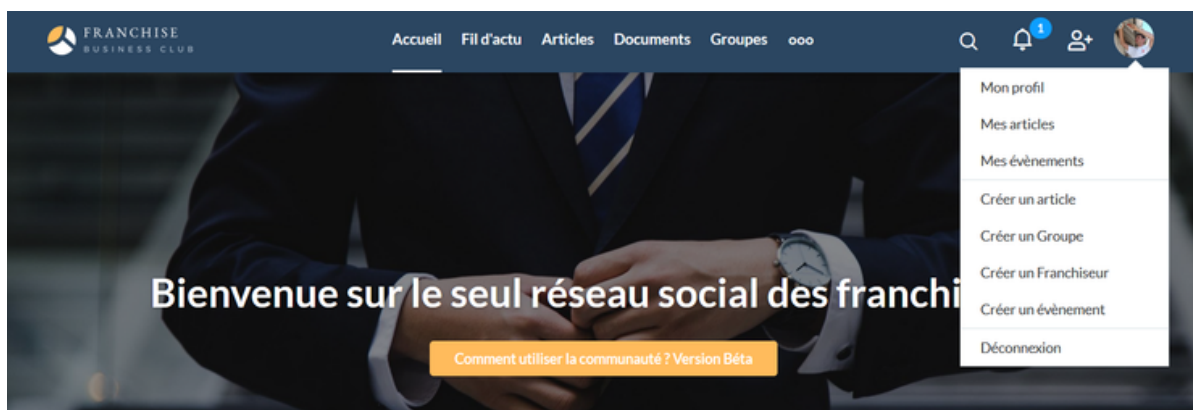 FRANCHISE
BUSINESS CLUB
Accueil Fil d'actu Articles Documents Groupes ooo
1
Mon profil
Mes articles
Mes évènements
Créer un article
Créer un Groupe
Créer un Franchiseur
Créer un évènement
Déconnexion
Bienvenue sur le seul réseau social des franchi
Comment utiliser la communauté ? Version Béta